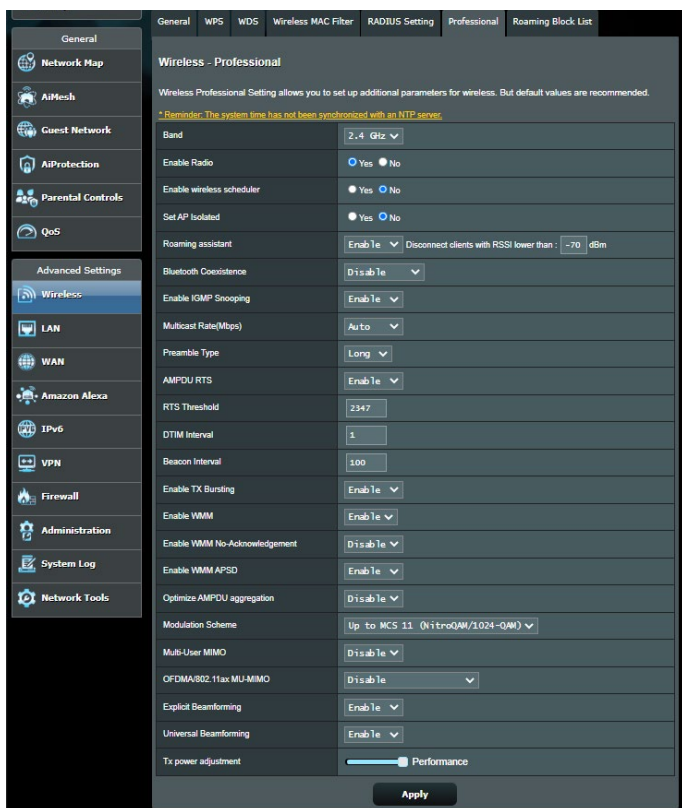 General WPS WDS Wireless MAC Filter RADIUS Setting Professional Roaming Block List
General
Network Map
AiMesh
Guest Network
AiProtection
Parental Controls
QoS
Advanced Settings
Wireless
LAN
WAN
Amazon Alexa
IPv6
VPN
Firewall
Administration
System Log
Network Tools
Wireless - Professional
Wireless Professional Setting allows you to set up additional parameters for wireless. But default values are recommended.
* Reminder: The system time has not been synchronized with an NTP server.
Band 2.4 GHz
Enable Radio Yes No
Enable wireless scheduler Yes No
Set AP Isolated Yes No
Roaming assistant Enable Disconnect clients with RSSI lower than : -70 dBm
Bluetooth Coexistence Disable
Enable IGMP Snooping Enable
Multicast Rate(Mbps) Auto
Preamble Type Long
AMPDU RTS Enable
RTS Threshold 2347
DTIM Interval 1
Beacon Interval 100
Enable TX Bursting Enable
Enable WMM Enable
Enable WMM No-Acknowledgement Disable
Enable WMM APSD Enable
Optimize AMPDU aggregation Disable
Modulation Scheme Up to MCS 11 (NitroQAM/1024-QAM)
Multi-User MIMO Disable
OFDMA/802.11ax MU-MIMO Disable
Explicit Beamforming Enable
Universal Beamforming Enable
Tx power adjustment Performance
Apply